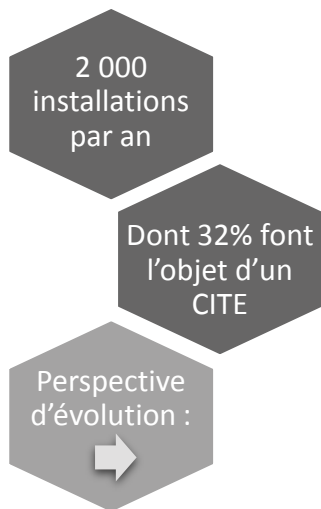 2 000
installations
par an
Dont 32% font
l’objet d’un
CITE
Perspective
d’évolution :